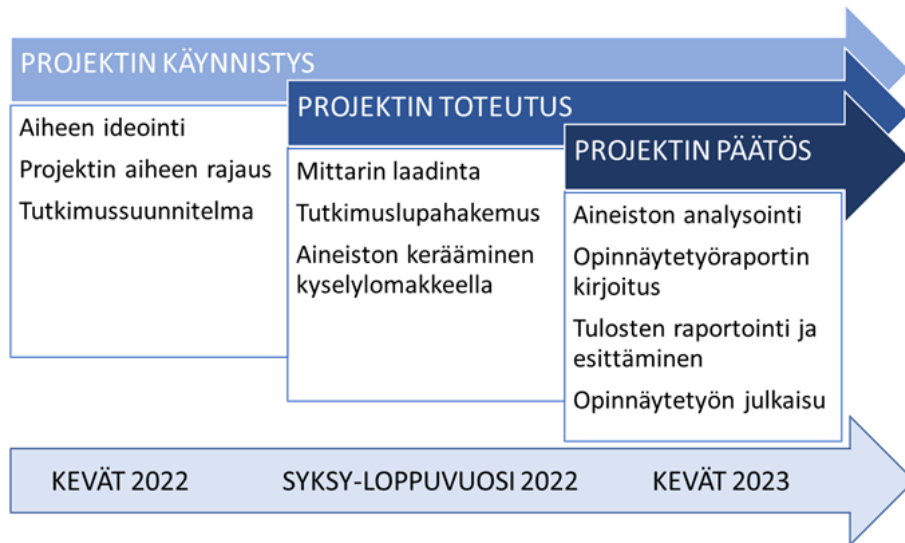 PROJEKTIN KÄYNNISTYS
Aiheen ideointi
Projektin aiheen rajaus
Tutkimussuunnitelma
PROJEKTIN TOTEUTUS
Mittarin laadinta
Tutkimuslupahakemus
Aineiston kerääminen
kyselylomakkeella
PROJEKTIN PÄÄTÖS
Aineiston analysointi
Opinnäytetyöraportin
kirjoitus
Tulosten raportointi ja
esittäminen
Opinnäytetyön julkaisu
KEVÄT 2022
SYKSY-LOPPUVUOSI 2022
KEVÄT 2023